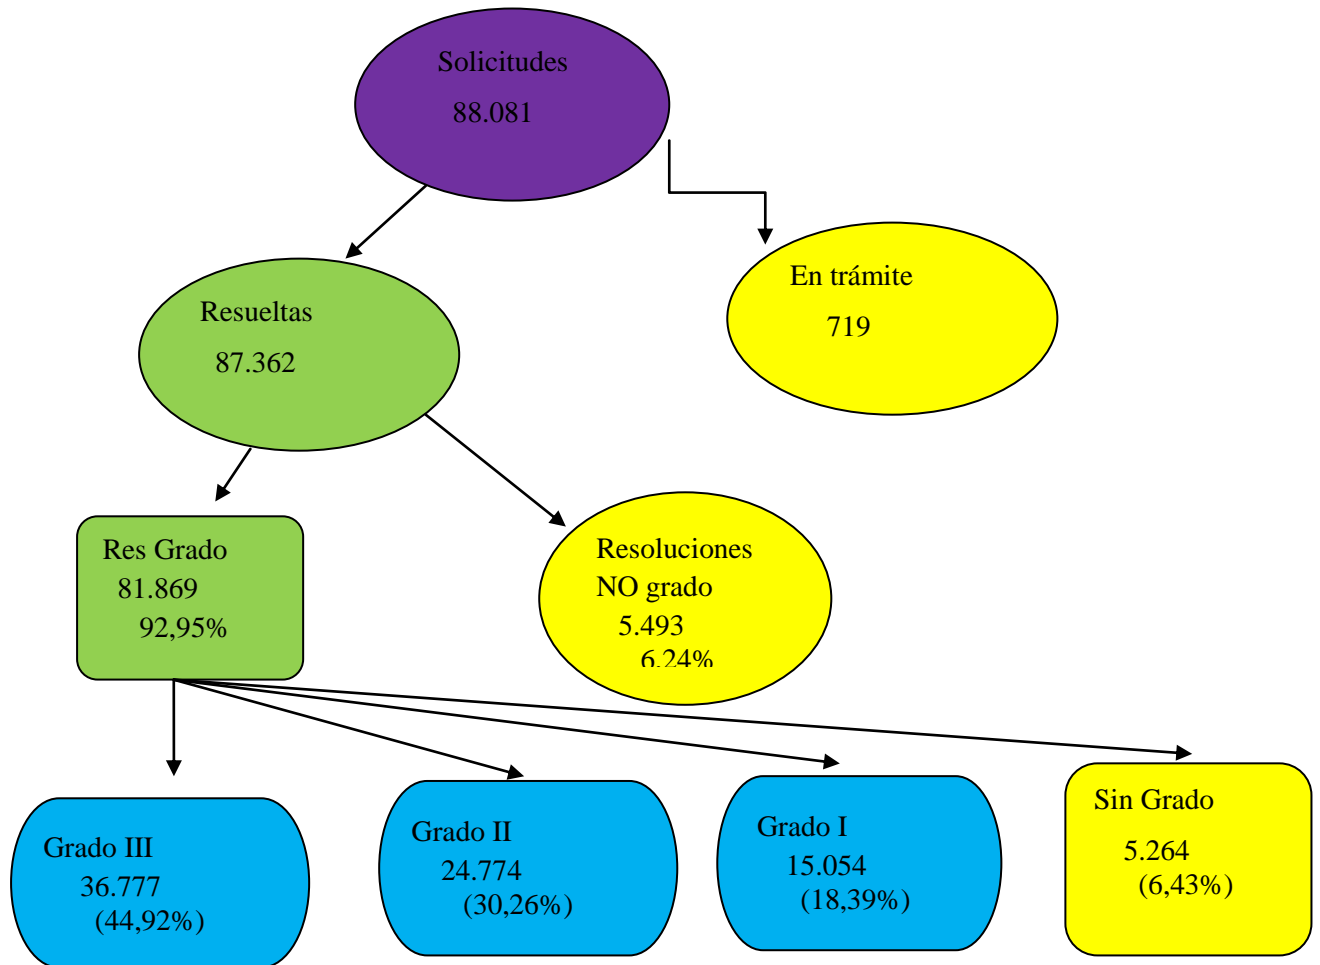 Solicitudes
88.081
En trámite
719
Resueltas
87.362
Res Grado
81.869
92,95%
Resoluciones
NO grado
5.493
6,24%
Grado III
36.777
(44,92%)
Grado II
24.774
(30,26%)
Grado I
15.054
(18,39%)
Sin Grado
5.264
(6,43%)